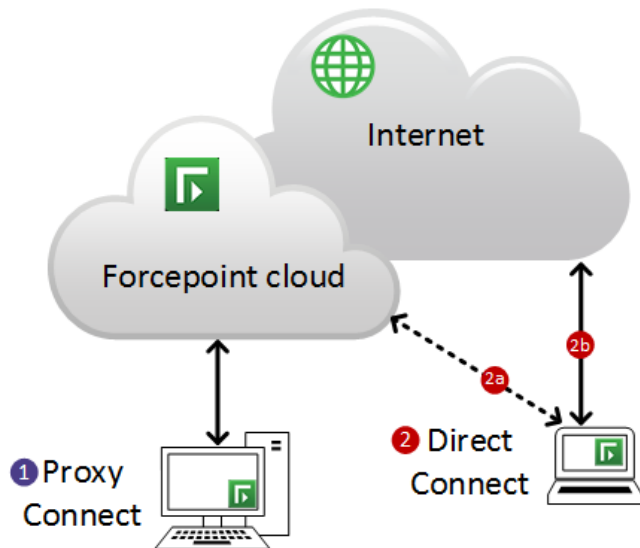 Internet
Forcepoint cloud
2b
2a
1 Proxy
Connect
2 Direct
Connect